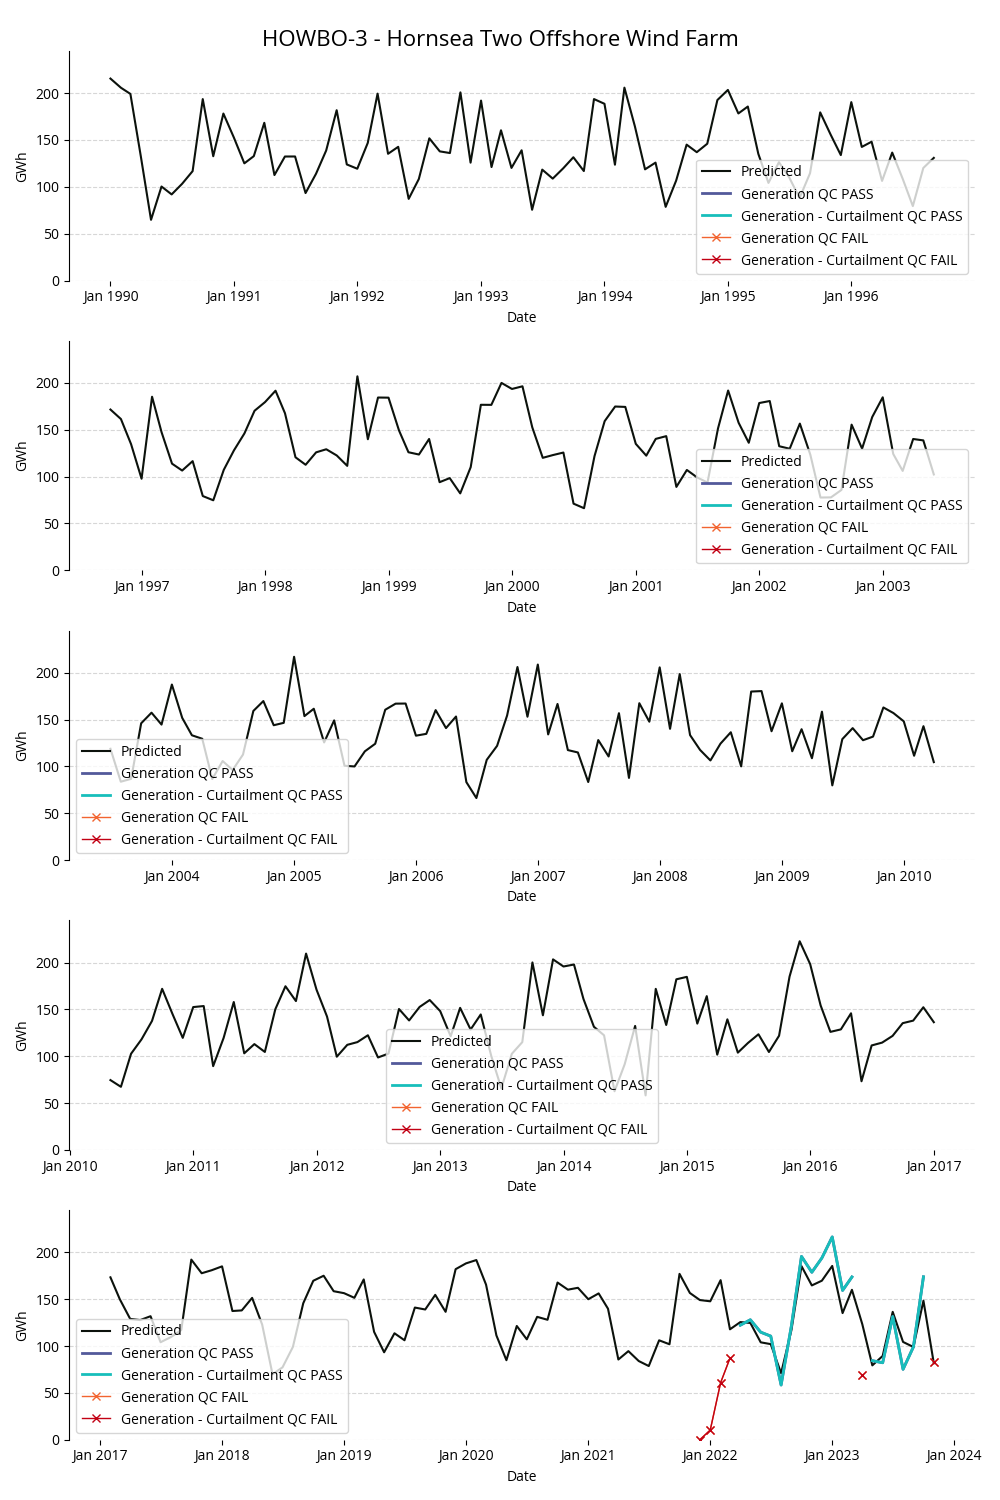 HOWBO-3 - Hornsea Two Offshore Wind Farm
200
150
100
50
0
GWh
Predicted
Generation QC PASS
Generation - Curtailment QC PASS
Generation QC FAIL
Generation - Curtailment QC FAIL
Jan 1990 Jan 1991 Jan 1992 Jan 1993 Jan 1994 Jan 1995 Jan 1996
Date
200
150
100
50
0
GWh
Predicted
Generation QC PASS
Generation - Curtailment QC PASS
Generation QC FAIL
Generation - Curtailment QC FAIL
Jan 1997 Jan 1998 Jan 1999 Jan 2000 Jan 2001 Jan 2002 Jan 2003
Date
200
150
100
50
0
GWh
Predicted
Generation QC PASS
Generation - Curtailment QC PASS
Generation QC FAIL
Generation - Curtailment QC FAIL
Jan 2004 Jan 2005 Jan 2006 Jan 2007 Jan 2008 Jan 2009 Jan 2010
Date
200
150
100
50
0
GWh
Predicted
Generation QC PASS
Generation - Curtailment QC PASS
Generation QC FAIL
Generation - Curtailment QC FAIL
Jan 2010 Jan 2011 Jan 2012 Jan 2013 Jan 2014 Jan 2015 Jan 2016 Jan 2017
Date
200
150
100
50
0
GWh
Predicted
Generation QC PASS
Generation - Curtailment QC PASS
Generation QC FAIL
Generation - Curtailment QC FAIL
Jan 2017 Jan 2018 Jan 2019 Jan 2020 Jan 2021 Jan 2022 Jan 2023 Jan 2024
Date